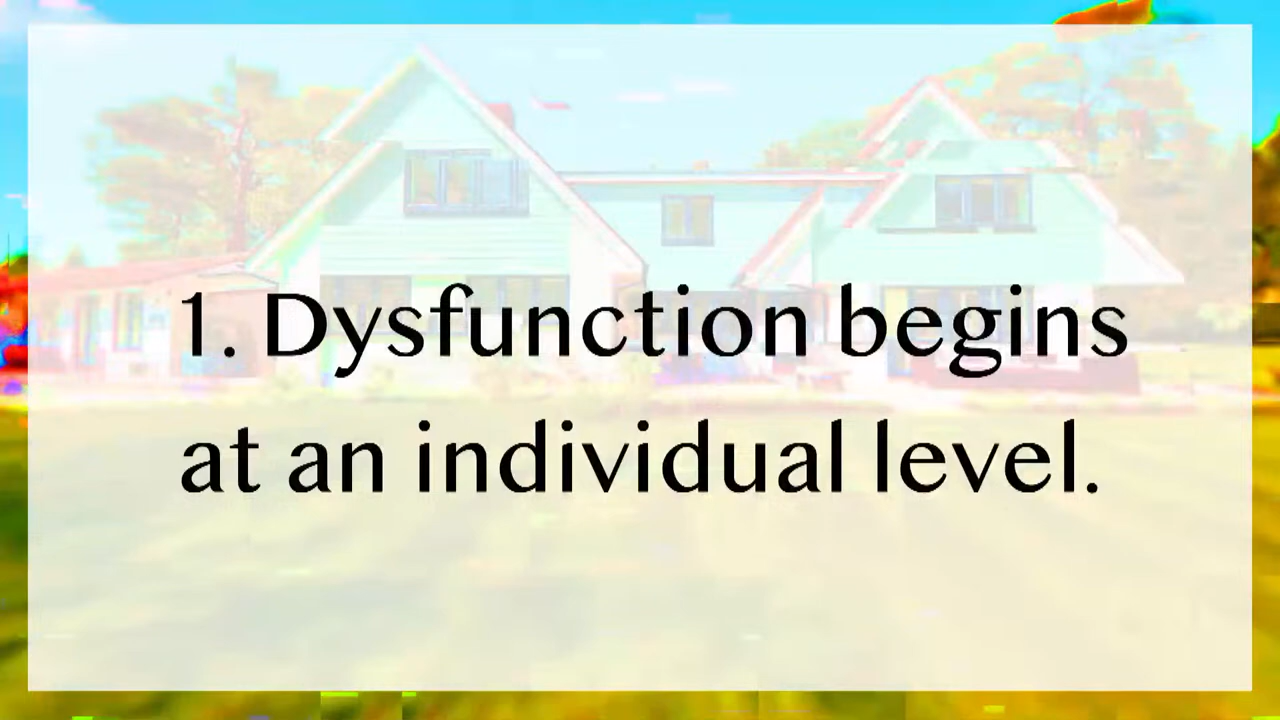 1. Dysfunction begins
at an individual level.